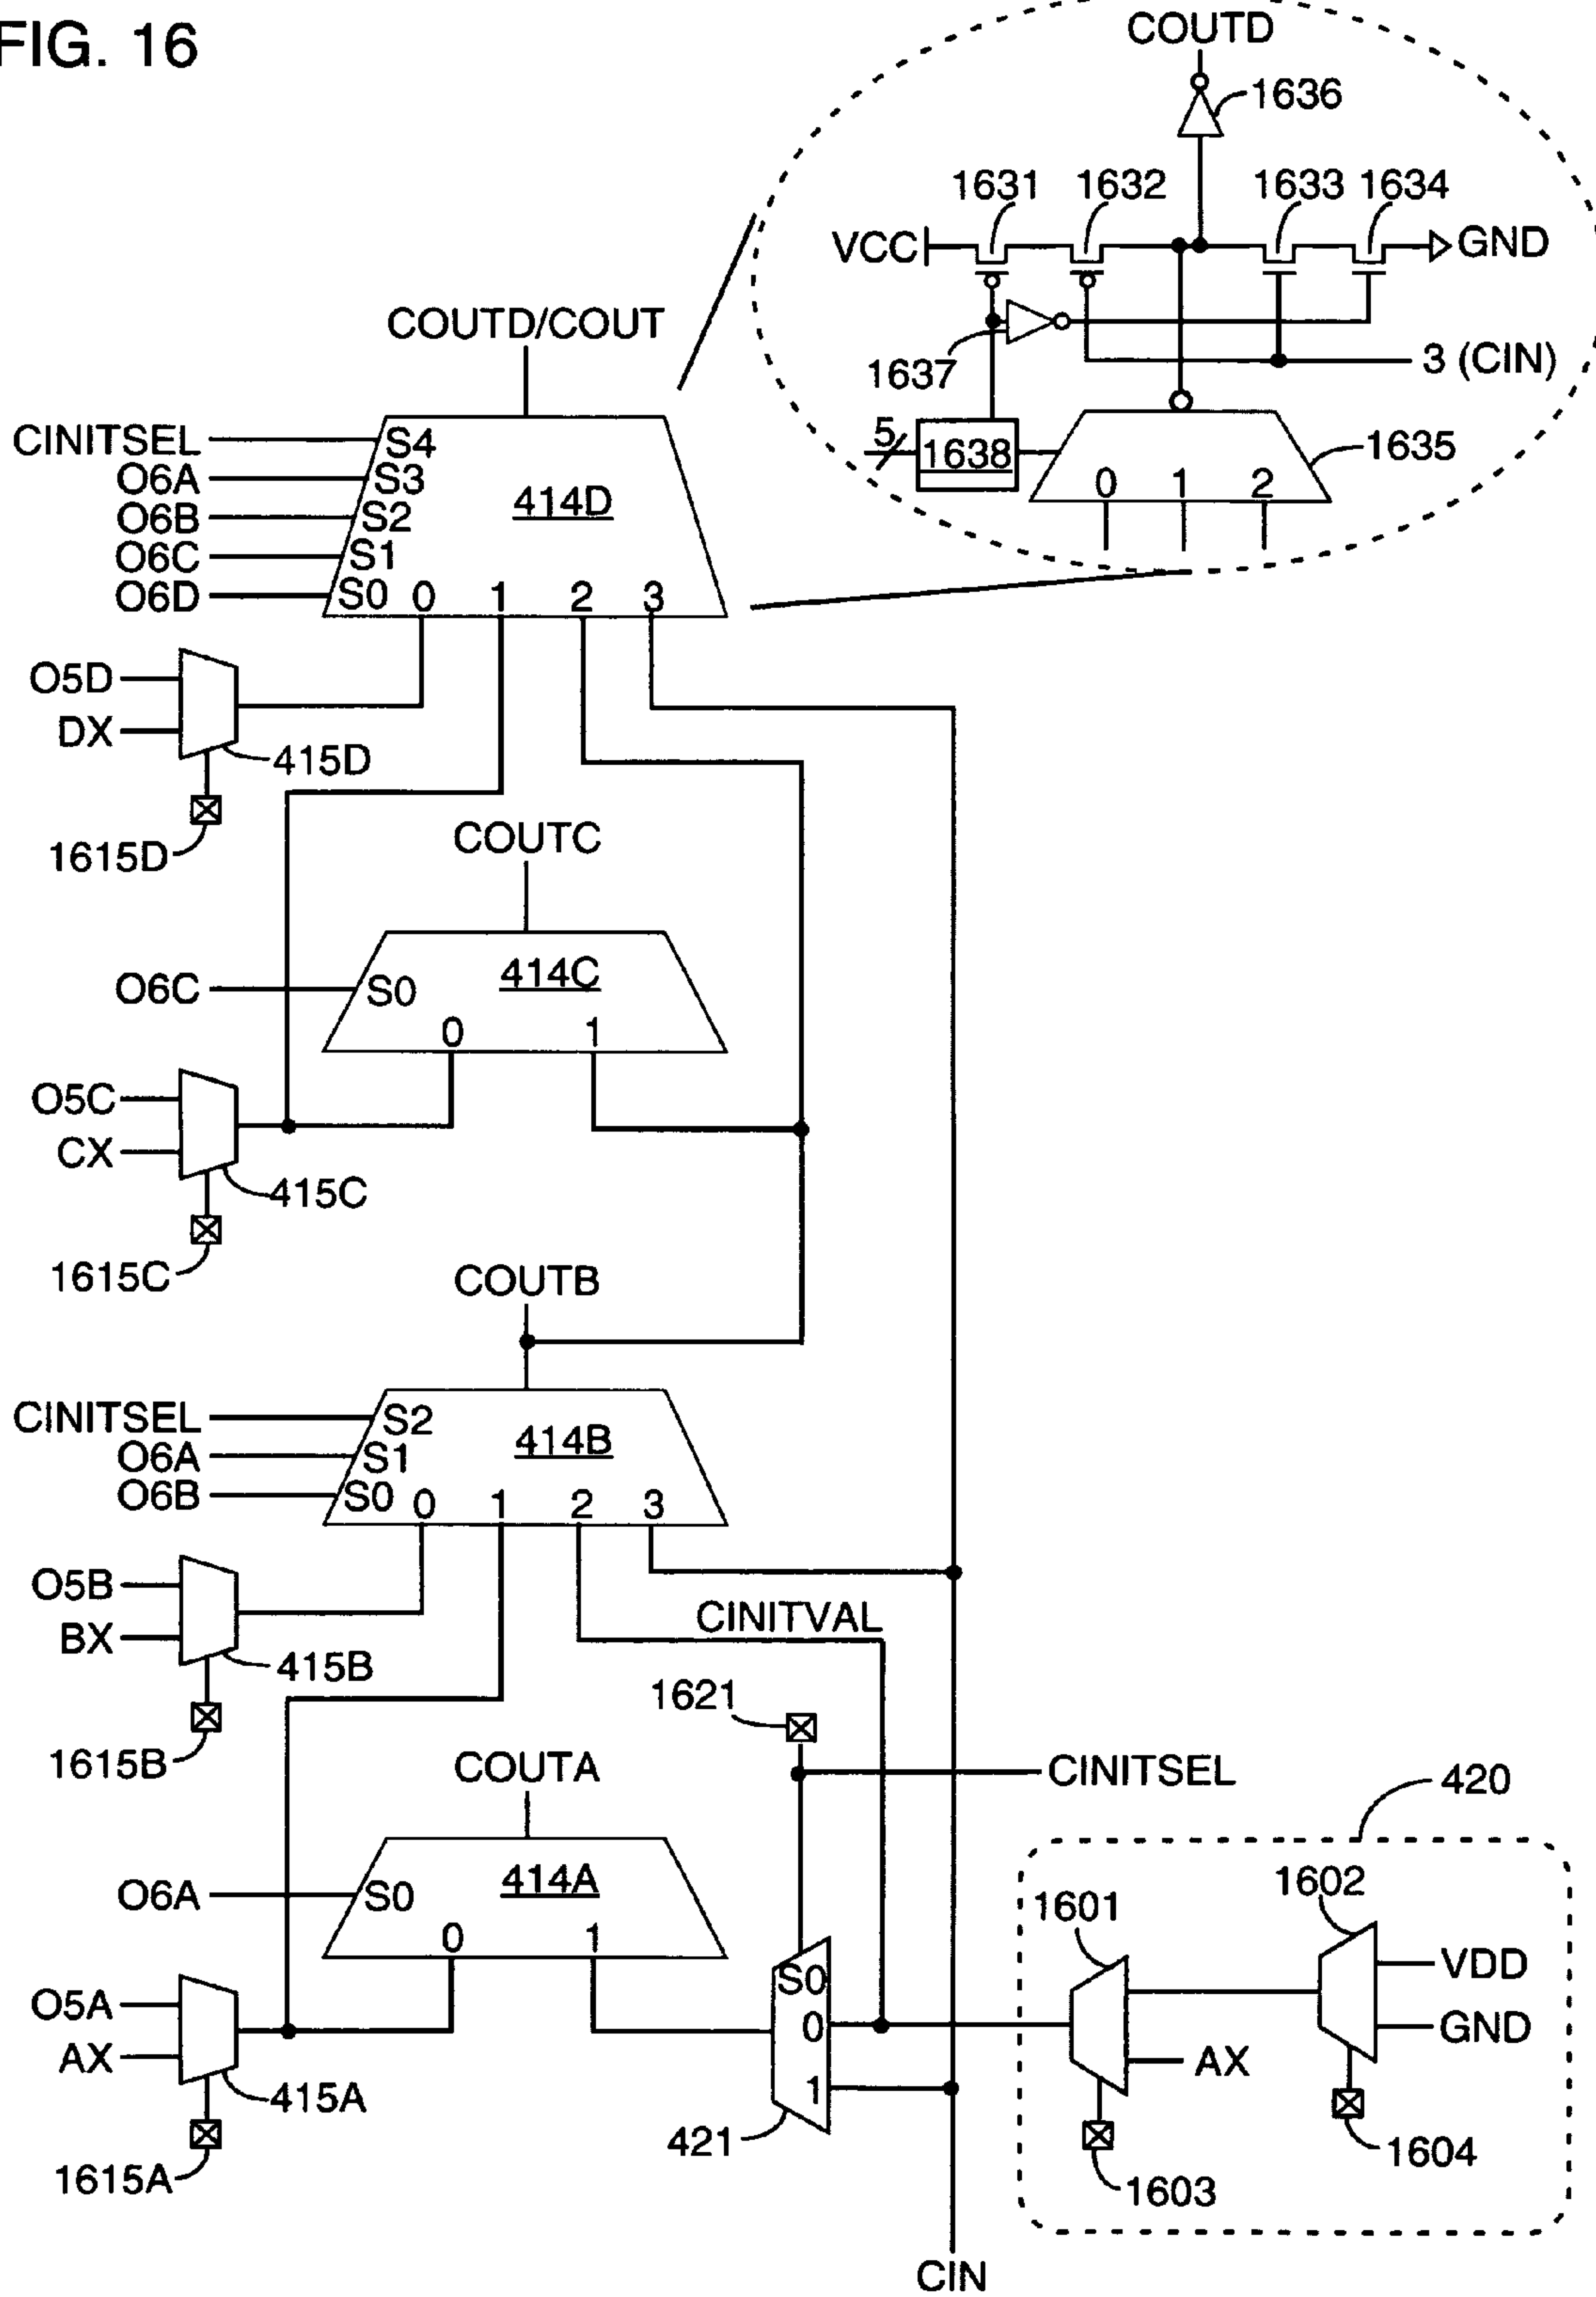 FIG. 16
COUTD
1636
1631
1632
1633
1634
VCC
GND
1637
3 (CIN)
5
1638
1635
0
1
2
COUTD/COUT
CINITSEL
S4
O6A
S3
O6B
S2
O6C
S1
O6D
S0
414D
0
1
2
3
O5D
DX
415D
1615D
COUTC
O6C
S0
414C
0
1
O5C
CX
415C
1615C
COUTB
CINITSEL
S2
O6A
S1
O6B
S0
414B
0
1
2
3
O5B
BX
415B
1615B
CINITVAL
1621
COUTA
CINITSEL
420
O6A
S0
414A
0
1
S0
0
1
1601
1602
VDD
GND
AX
O5A
AX
415A
1615A
421
1603
1604
CIN